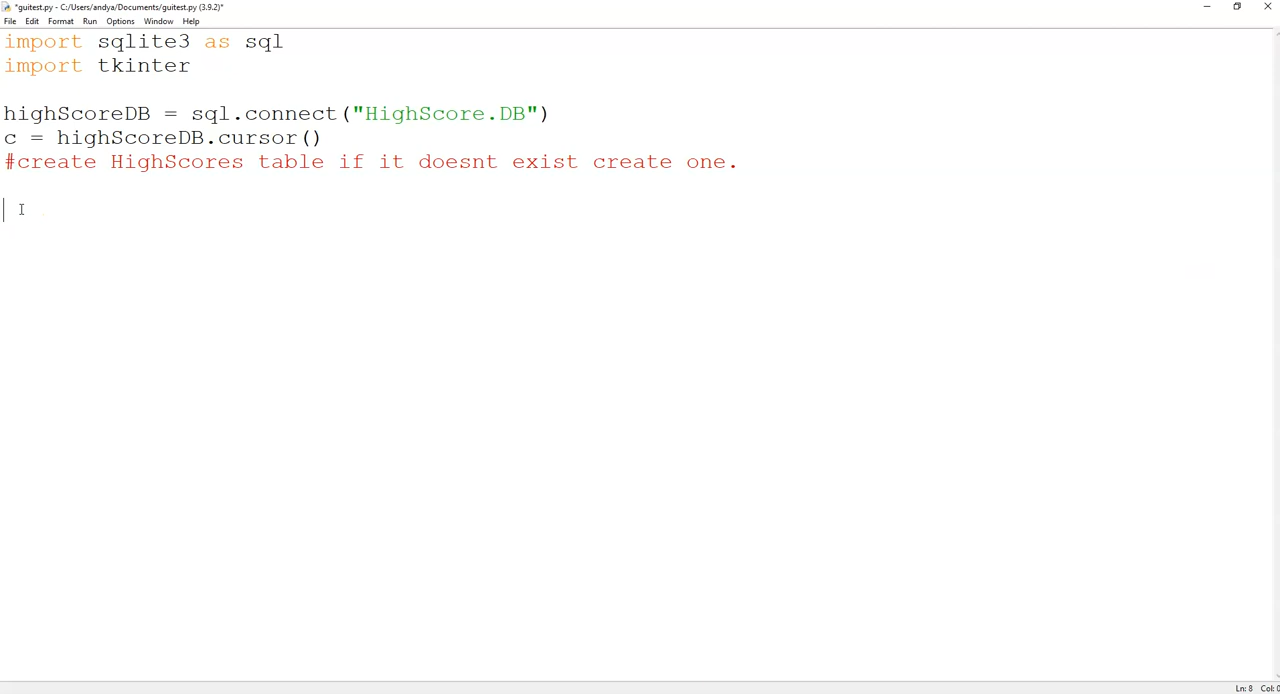 *guitest.py - C:/Users/andya/Documents/guitest.py (3.9.2)*
File Edit Format Run Options Window Help
import sqlite3 as sql
import tkinter
highScoreDB = sql.connect("HighScore.DB")
c = highScoreDB.cursor()
#create HighScores table if it doesnt exist create one.
Ln: 8 Col: 0